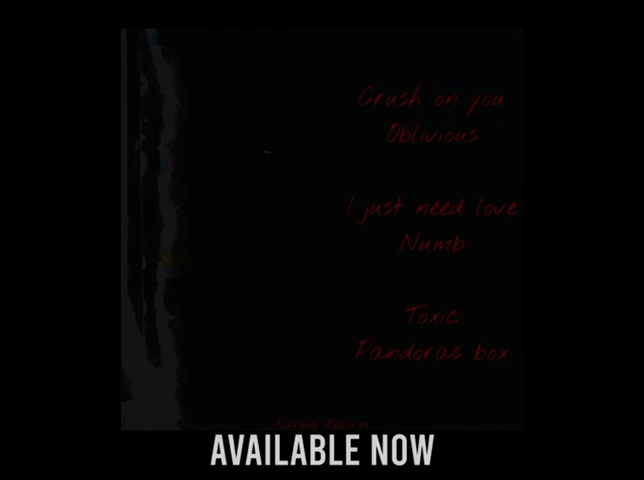 Crush on you
Oblivious
I just need love
Numb
Toxic
Pandoras box
AVAILABLE NOW